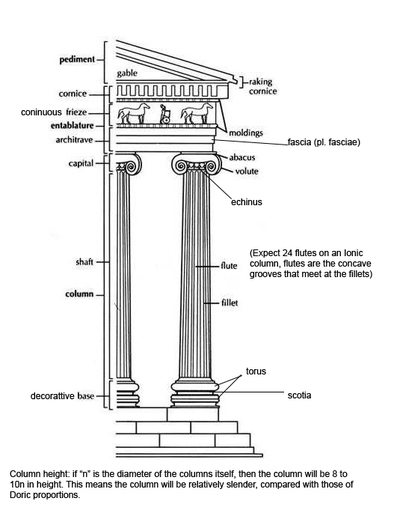 pediment
gable
raking
cornice
cornice
coninuous frieze
entablature
moldings
architrave
fascia (pl. fasciae)
abacus
capital
volute
echinus
(Expect 24 flutes on an Ionic
column, flutes are the concave
grooves that meet at the fillets)
shaft
flute
column
fillet
torus
decorattive base
scotia
Column height: if “n” is the diameter of the columns itself, then the column will be 8 to
10n in height. This means the column will be relatively slender, compared with those of
Doric proportions.